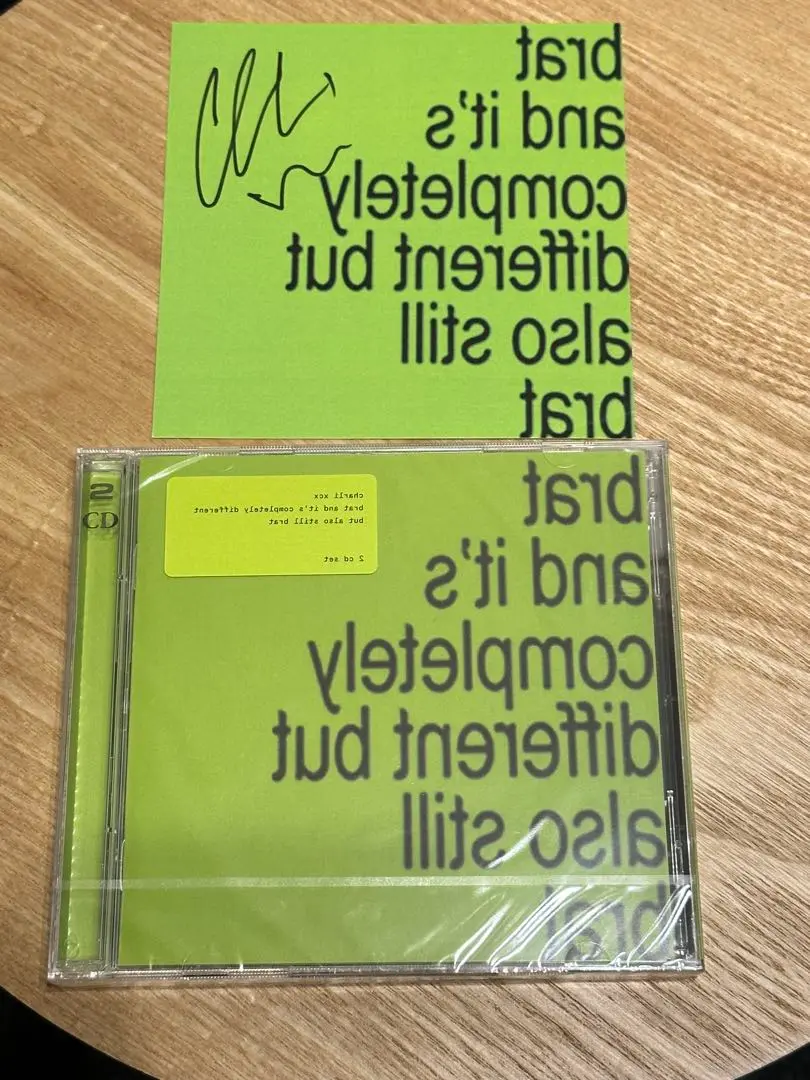 brat
and it's
completely
different but
also still
brat
2
CD
charli xcx
brat and it's completely different
but also still brat
2 cd set
brat
and it's
completely
different but
also still
brat